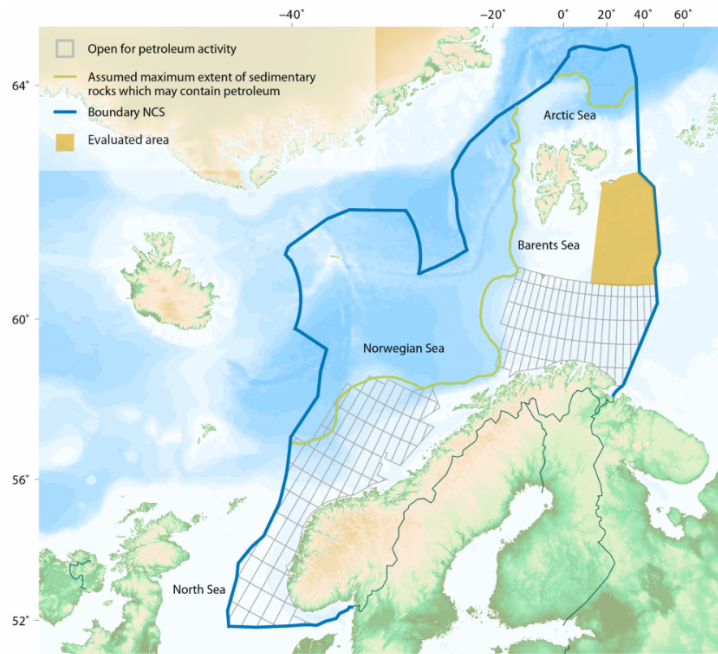 −40° −20° 0° 20° 40° 60°
Open for petroleum activity
Assumed maximum extent of sedimentary
rocks which may contain petroleum
Boundary NCS
Evaluated area
64°
Arctic Sea
Barents Sea
60°
Norwegian Sea
56°
North Sea
52°